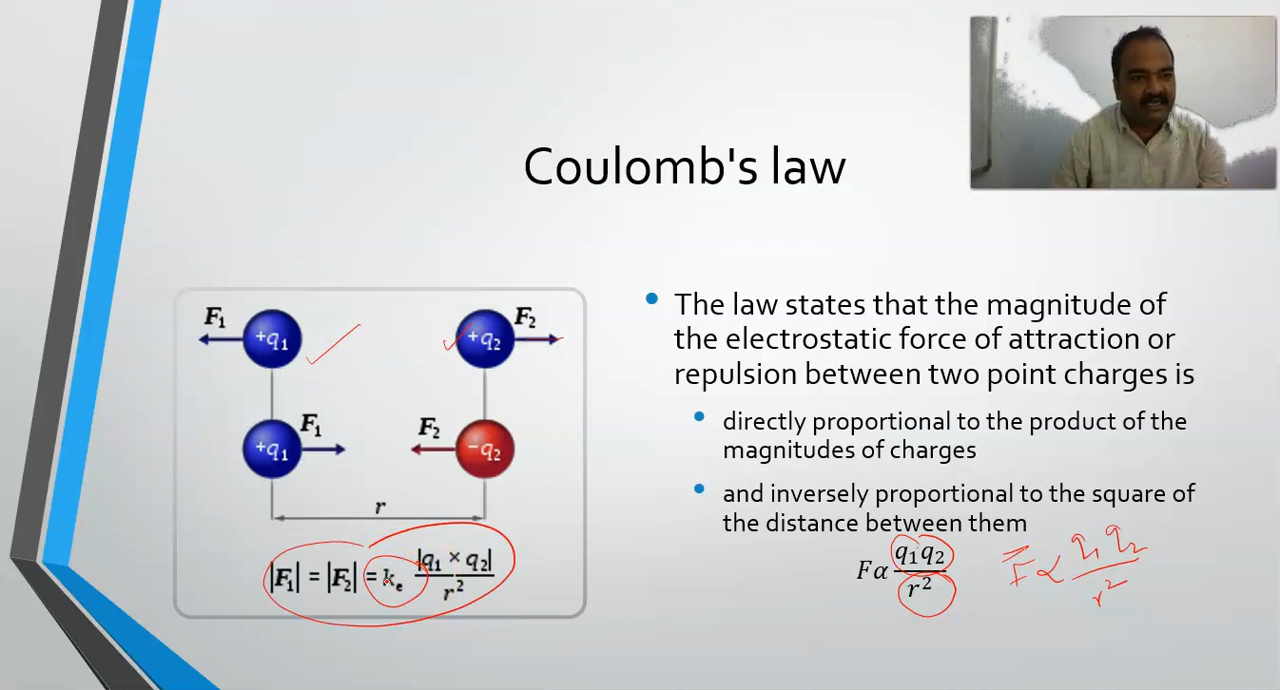 Coulomb's law
F₁ +q₁ +q₂ F₂
+q₁ F₁ F₂ -q₂
r
|F₁| = |F₂| = kₑ |q₁ × q₂| / r²
• The law states that the magnitude of
the electrostatic force of attraction or
repulsion between two point charges is
• directly proportional to the product of the
magnitudes of charges
• and inversely proportional to the square of
the distance between them
Fα q₁q₂ / r²
F ∝ q₁ q₂ / r²